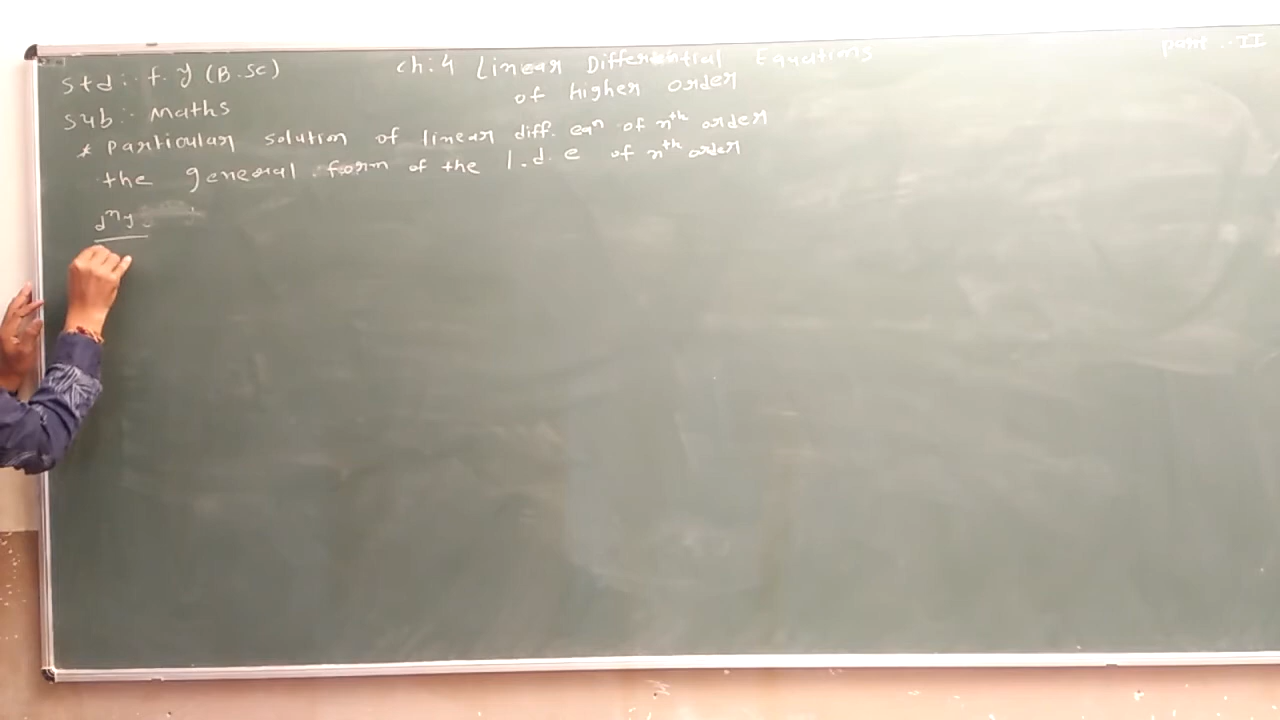 Std :- F. Y (B. Sc)
Ch: 4 Linear Differential Equations
of higher order
part :- II
Sub :- Maths
* Particular solution of linear diff. eqn of nth order
the general form of the l. d. e of nth order
dⁿy